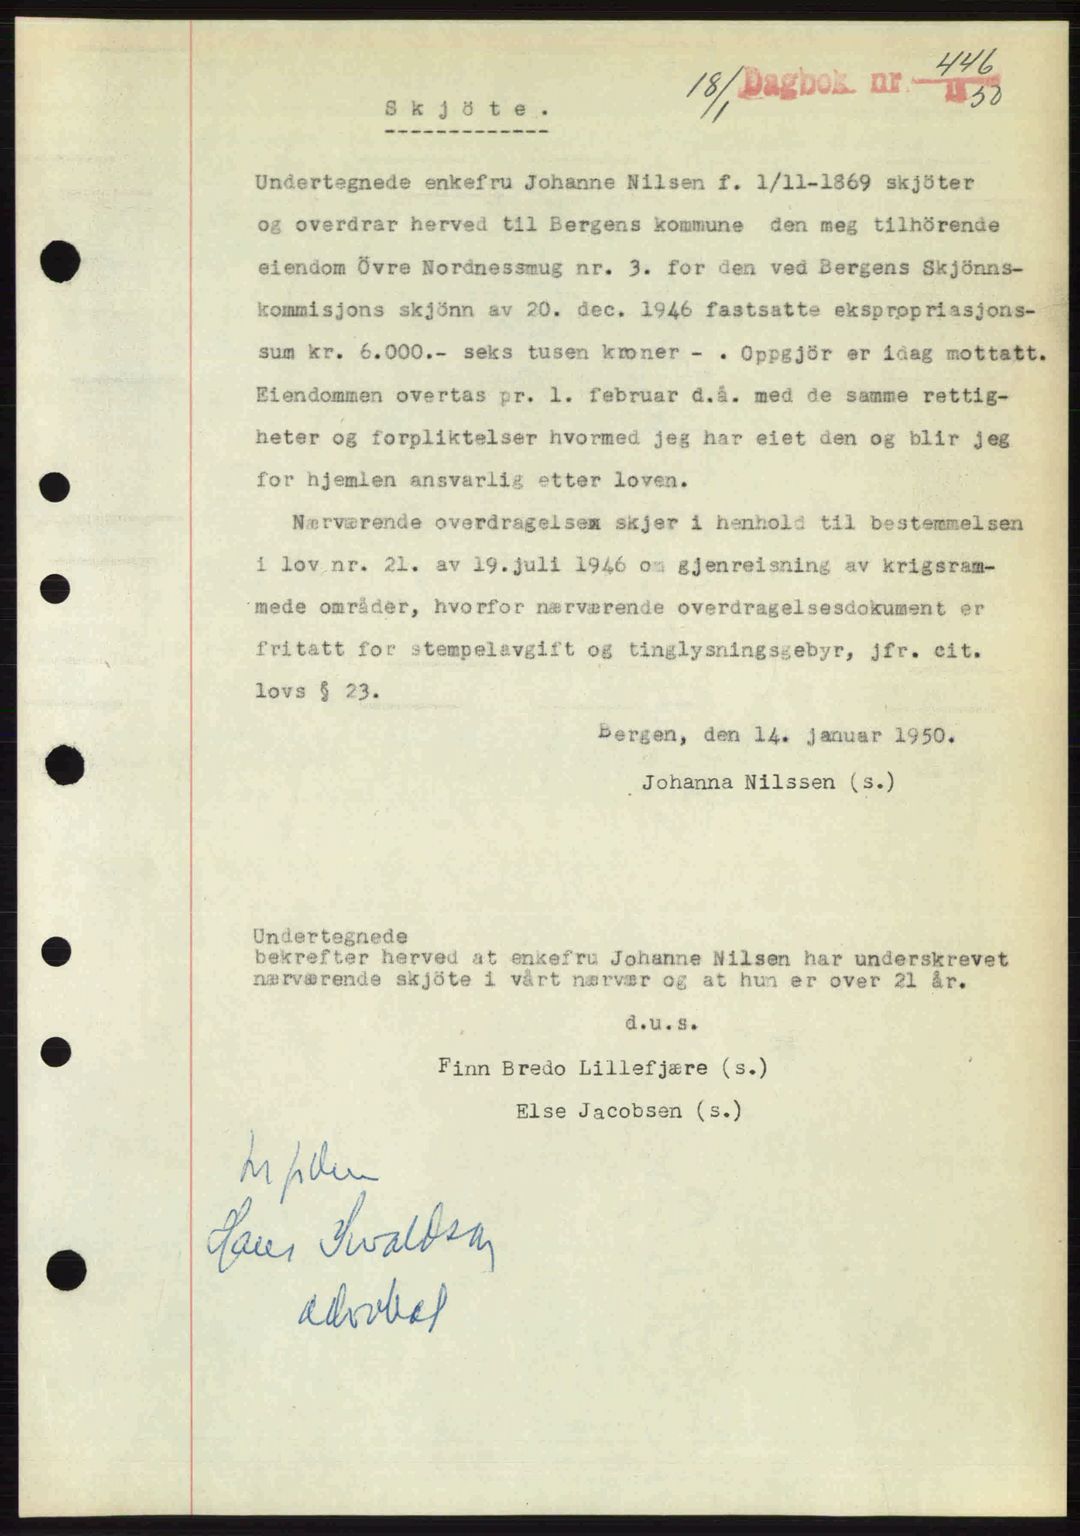 446
18/1 Dagbok nr. 1950
Skjöte.
Undertegnede enkefru Johanne Nilsen f. 1/11-1869 skjöter
og overdrar herved til Bergens kommune den meg tilhörende
eiendom Övre Nordnessmug nr. 3. for den ved Bergens Skjönns-
kommisjons skjönn av 20. dec. 1946 fastsatte ekspropriasjons-
sum kr. 6.000.- seks tusen kroner - . Oppgjör er idag mottatt.
Eiendommen overtas pr. 1. februar d.å. med de samme rettig-
heter og forpliktelser hvormed jeg har eiet den og blir jeg
for hjemlen ansvarlig etter loven.
Nærværende overdragelse skjer i henhold til bestemmelsen
i lov nr. 21. av 19.juli 1946 om gjenreisning av krigsram-
mede områder, hvorfor nærværende overdragelsesdokument er
fritatt for stempelavgift og tinglysningsgebyr, jfr. cit.
lovs § 23.
Bergen, den 14. januar 1950.
Johanna Nilssen (s.)
Undertegnede
bekrefter herved at enkefru Johanne Nilsen har underskrevet
nærværende skjöte i vårt nærvær og at hun er over 21 år.
d.u.s.
Finn Bredo Lillefjære (s.)
Else Jacobsen (s.)
Hans
advokat